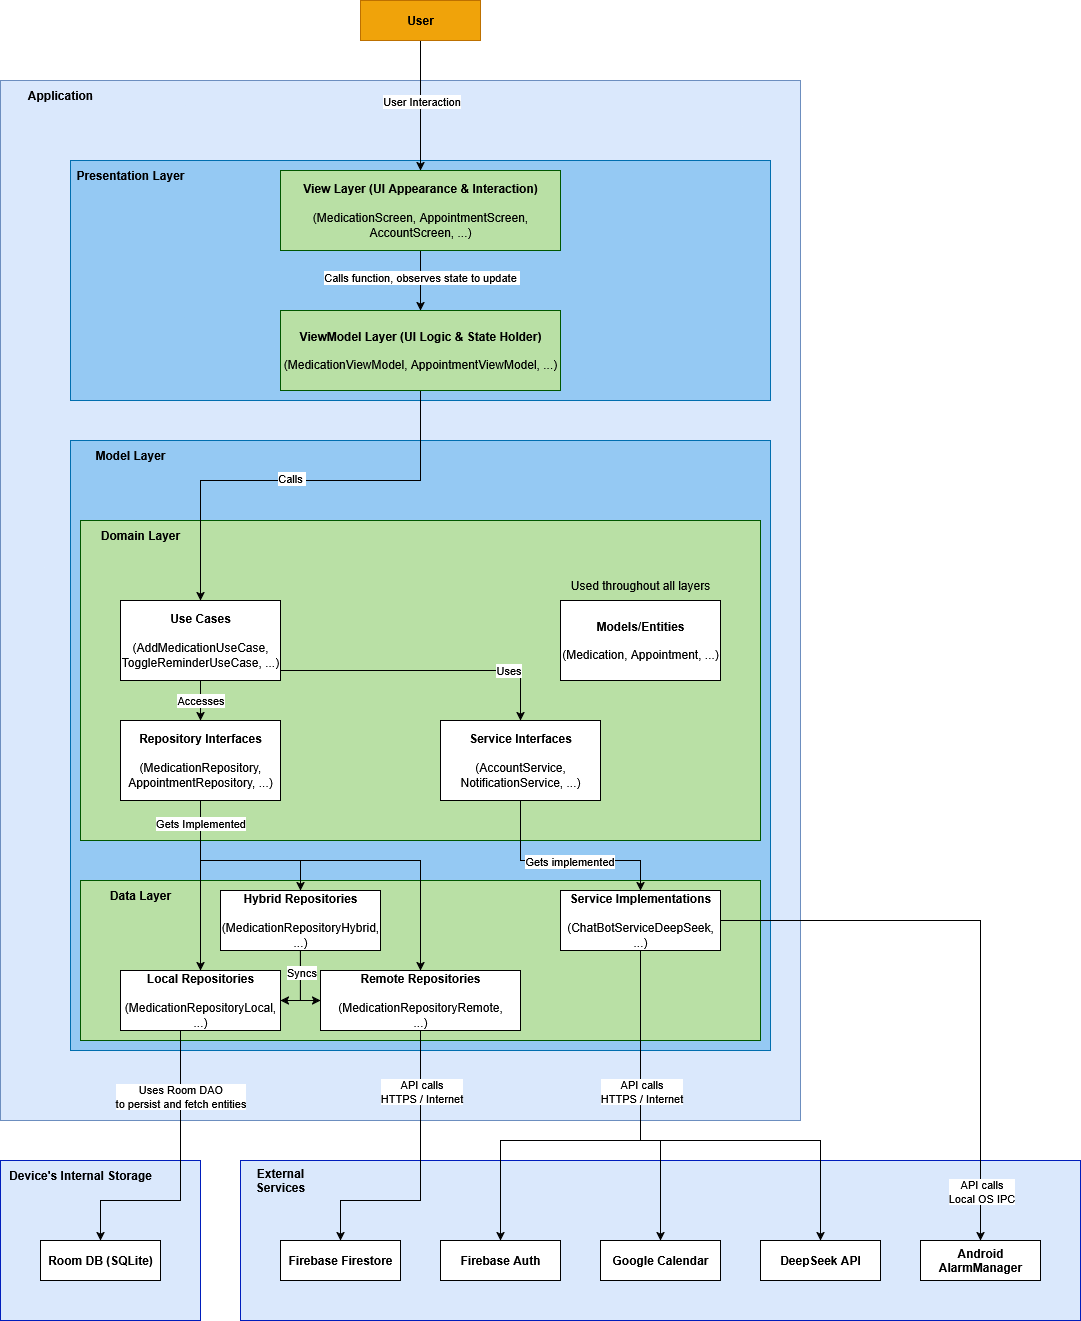 User
Application
User Interaction
Presentation Layer
View Layer (UI Appearance & Interaction)
(MedicationScreen, AppointmentScreen,
AccountScreen, ...)
Calls function, observes state to update
ViewModel Layer (UI Logic & State Holder)
(MedicationViewModel, AppointmentViewModel, ...)
Model Layer
Calls
Domain Layer
Used throughout all layers
Use Cases
(AddMedicationUseCase,
ToggleReminderUseCase, ...)
Models/Entities
(Medication, Appointment, ...)
Uses
Accesses
Repository Interfaces
(MedicationRepository,
AppointmentRepository, ...)
Service Interfaces
(AccountService,
NotificationService, ...)
Gets Implemented
Gets implemented
Data Layer
Hybrid Repositories
(MedicationRepositoryHybrid,
...)
Service Implementations
(ChatBotServiceDeepSeek,
...)
Syncs
Local Repositories
(MedicationRepositoryLocal,
...)
Remote Repositories
(MedicationRepositoryRemote,
...)
Uses Room DAO
to persist and fetch entities
API calls
HTTPS / Internet
API calls
HTTPS / Internet
Device's Internal Storage
External
Services
API calls
Local OS IPC
Room DB (SQLite)
Firebase Firestore
Firebase Auth
Google Calendar
DeepSeek API
Android
AlarmManager